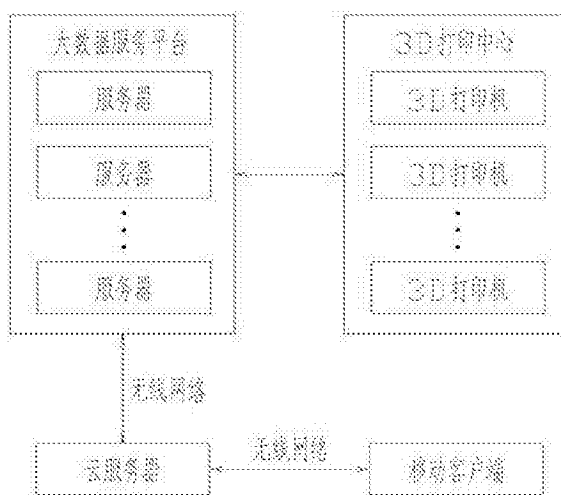 大数据服务平台
服务器
服务器
服务器
3D打印中心
3D打印机
3D打印机
3D打印机
无线网络
云服务器
无线网络
移动客户端